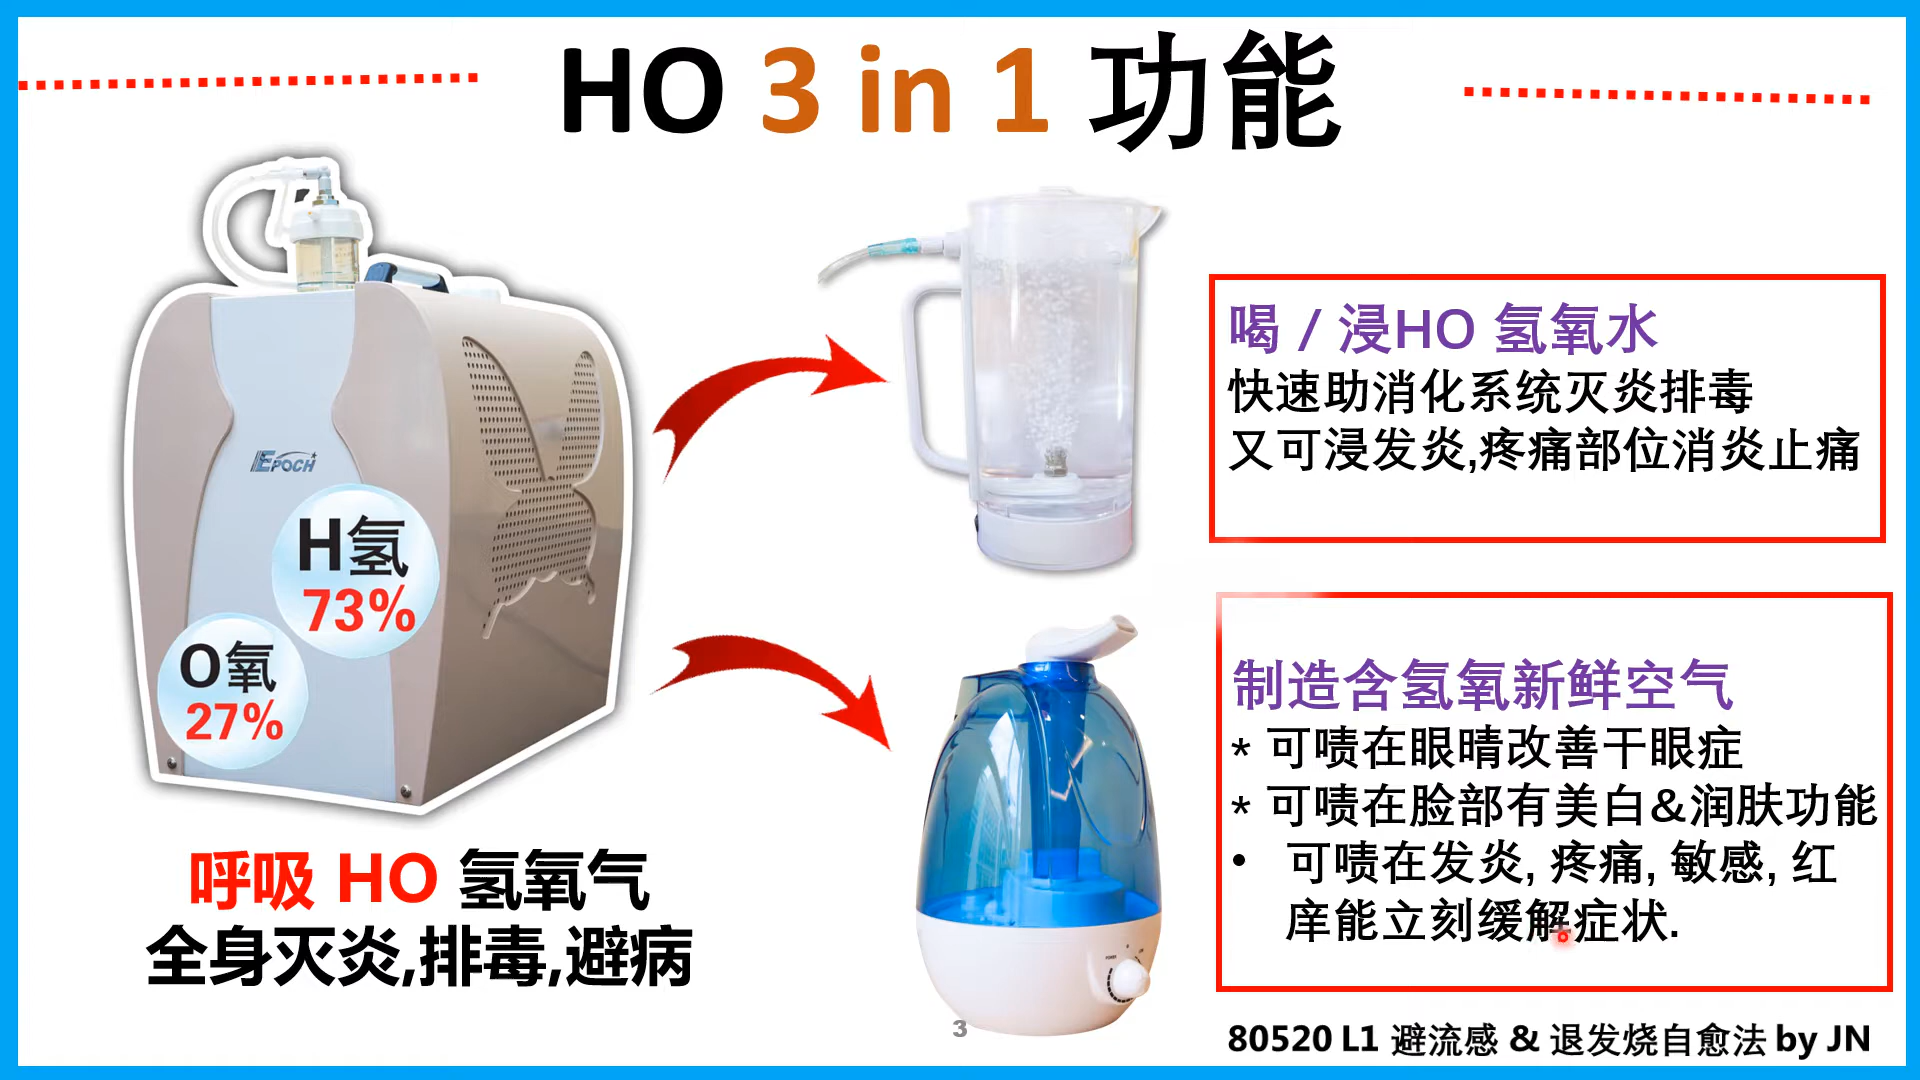 HO 3 in 1 功能
EPOCH
H氢
73%
O氧
27%
呼吸 HO 氢氧气
全身灭炎,排毒,避病
喝 / 浸HO 氢氧水
快速助消化系统灭炎排毒
又可浸发炎,疼痛部位消炎止痛
制造含氢氧新鲜空气
* 可喷在眼睛改善干眼症
* 可喷在脸部有美白&润肤功能
• 可喷在发炎, 疼痛, 敏感, 红
庠能立刻缓解症状.
3
80520 L1 避流感 & 退发烧自愈法 by JN